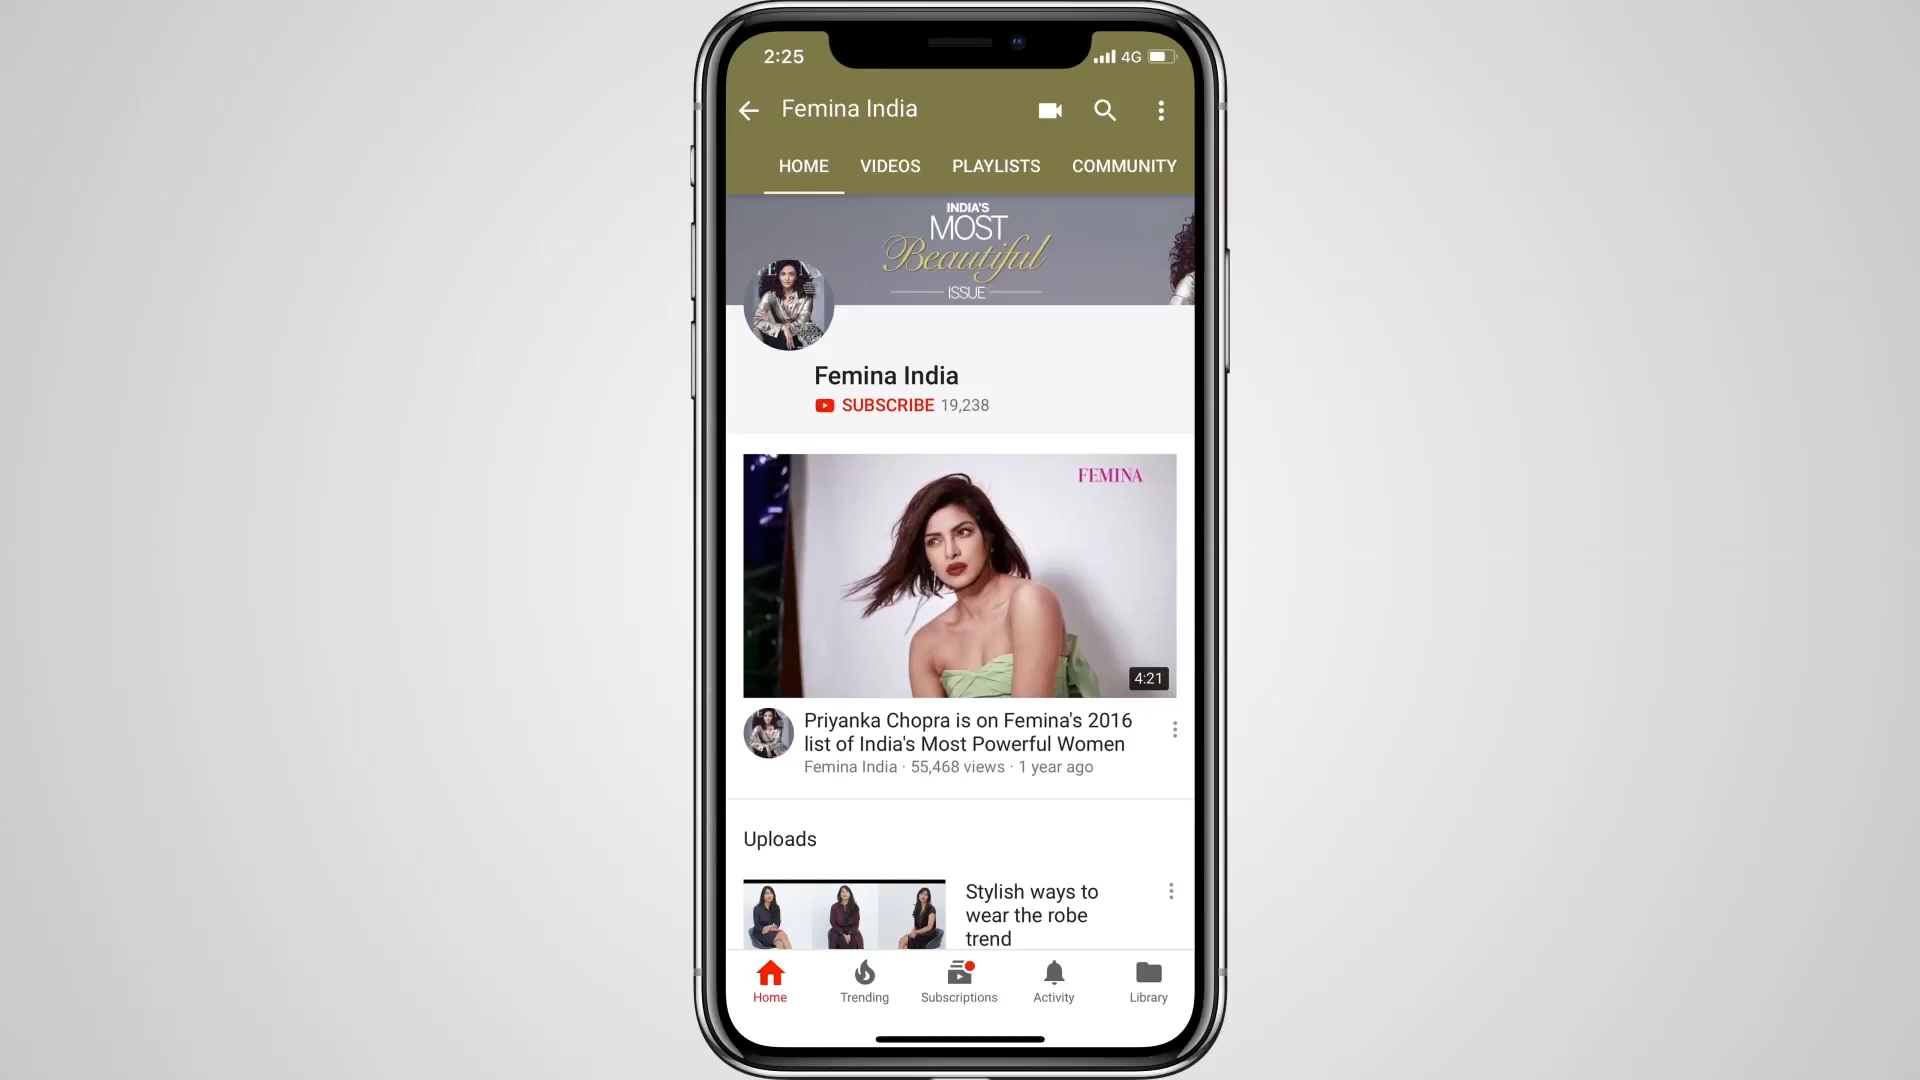 2:25
4G
Femina India
HOME VIDEOS PLAYLISTS COMMUNITY
INDIA'S
MOST
Beautiful
ISSUE
Femina India
SUBSCRIBE 19,238
FEMINA
4:21
Priyanka Chopra is on Femina's 2016
list of India's Most Powerful Women
Femina India · 55,468 views · 1 year ago
Uploads
Stylish ways to
wear the robe
trend
Home Trending Subscriptions Activity Library